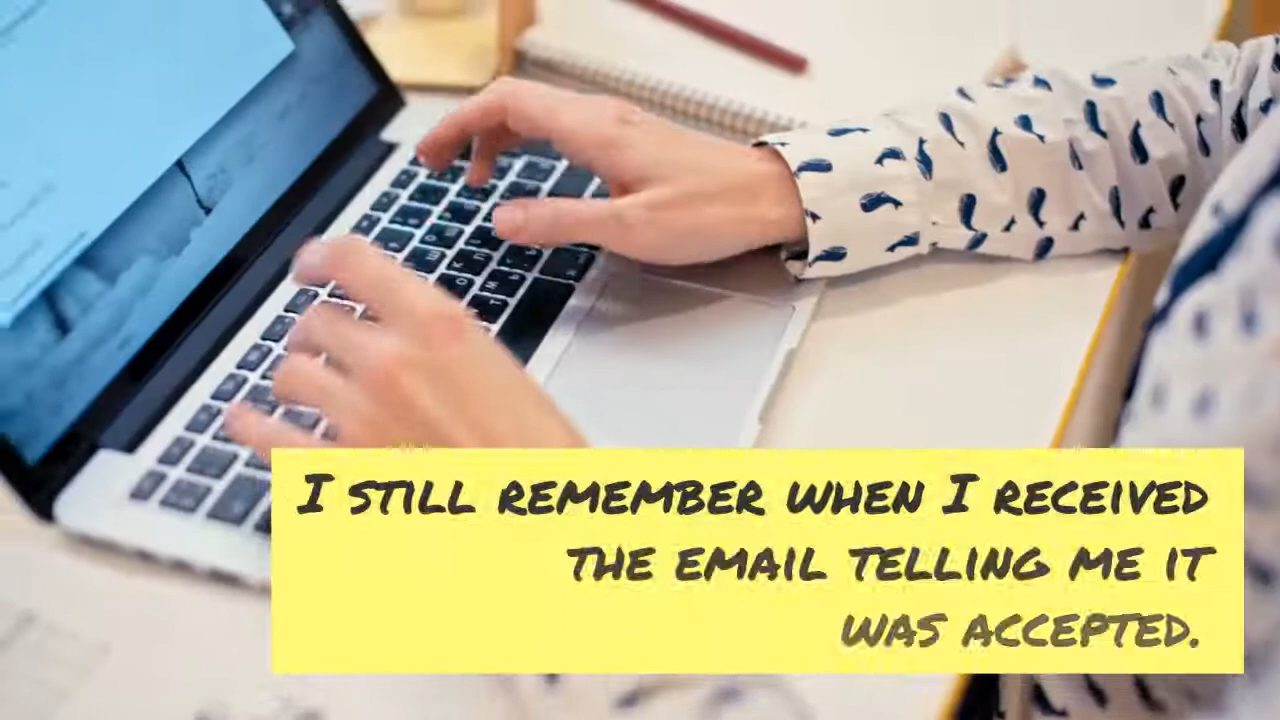 I STILL REMEMBER WHEN I RECEIVED
THE EMAIL TELLING ME IT
WAS ACCEPTED.